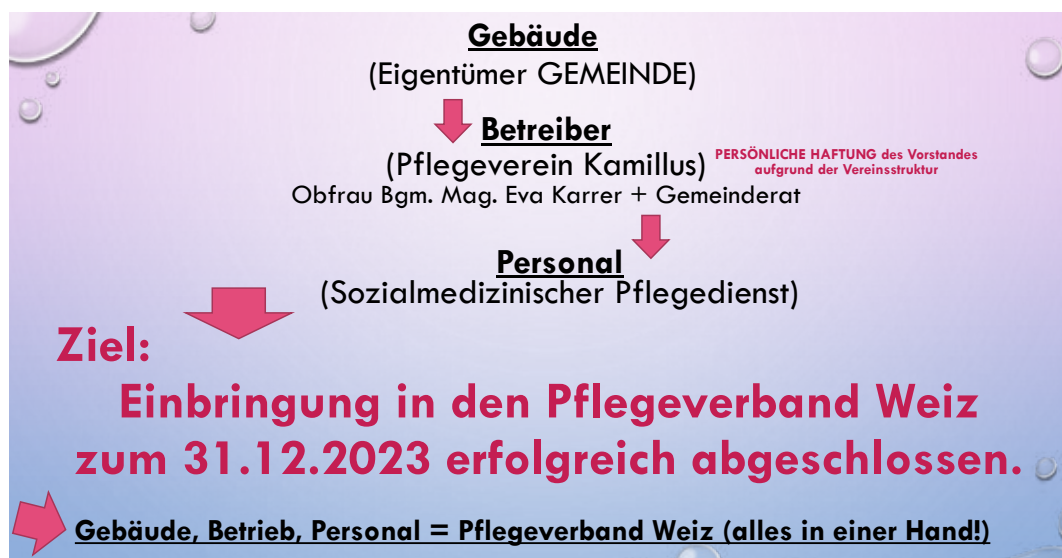 Gebäude
(Eigentümer GEMEINDE)
Betreiber
(Pflegeverein Kamillus)
PERSÖNLICHE HAFTUNG des Vorstandes
aufgrund der Vereinsstruktur
Obfrau Bgm. Mag. Eva Karrer + Gemeinderat
Personal
(Sozialmedizinischer Pflegedienst)
Ziel:
Einbringung in den Pflegeverband Weiz
zum 31.12.2023 erfolgreich abgeschlossen.
Gebäude, Betrieb, Personal = Pflegeverband Weiz (alles in einer Hand!)